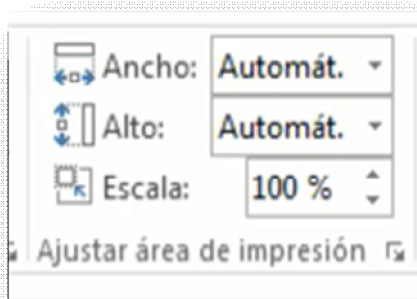 Ancho: Automát.
Alto: Automát.
Escala: 100 %
Ajustar área de impresión